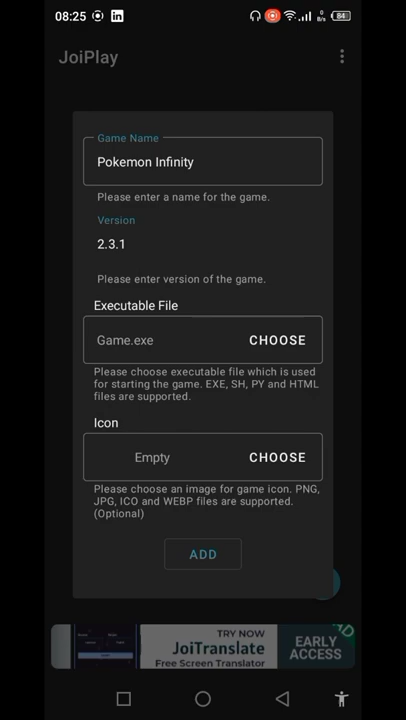 08:25
84
JoiPlay
Game Name
Pokemon Infinity
Please enter a name for the game.
Version
2.3.1
Please enter version of the game.
Executable File
Game.exe CHOOSE
Please choose executable file which is used
for starting the game. EXE, SH, PY and HTML
files are supported.
Icon
Empty CHOOSE
Please choose an image for game icon. PNG,
JPG, ICO and WEBP files are supported.
(Optional)
ADD
TRY NOW
JoiTranslate
Free Screen Translator
EARLY
ACCESS